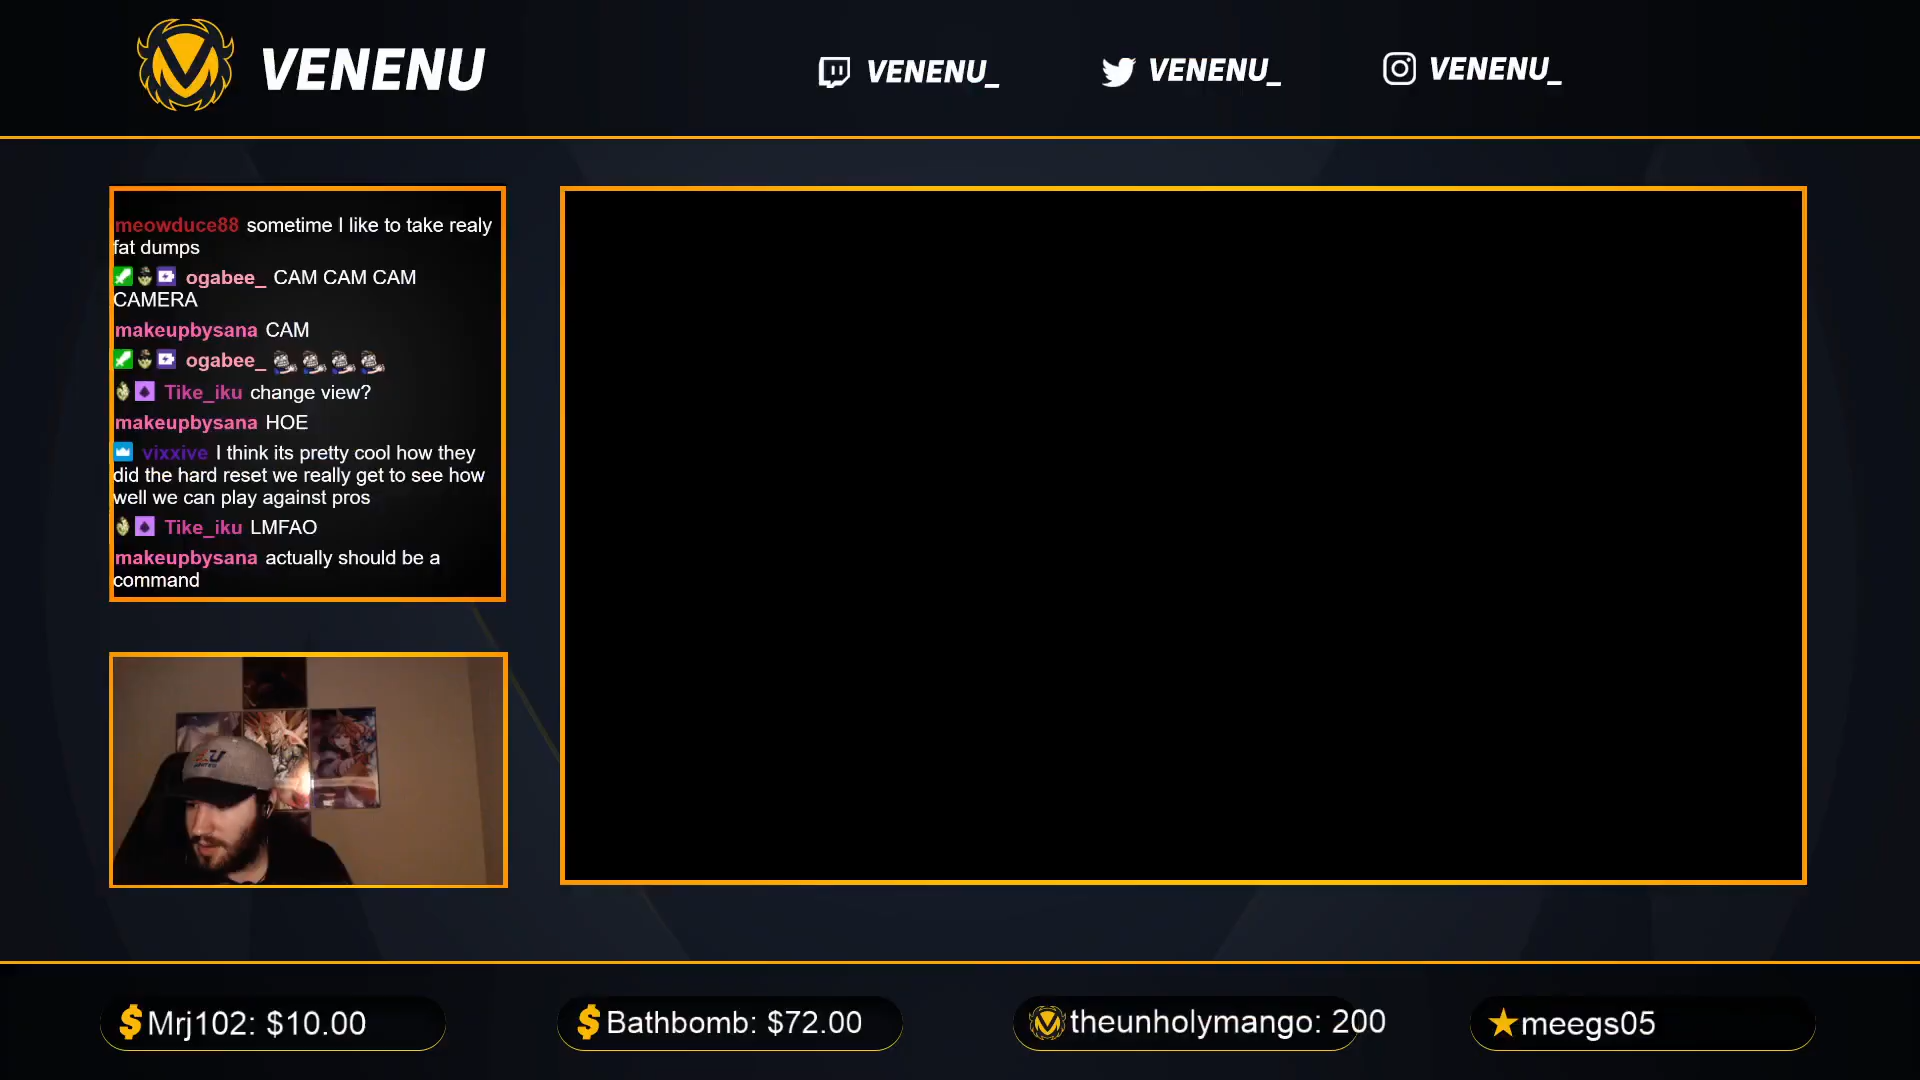 VENENU
VENENU_
VENENU_
VENENU_
meowduce88 sometime I like to take realy
fat dumps
ogabee_ CAM CAM CAM
CAMERA
makeupbysana CAM
ogabee_
Tike_iku change view?
makeupbysana HOE
vixxive I think its pretty cool how they
did the hard reset we really get to see how
well we can play against pros
Tike_iku LMFAO
makeupbysana actually should be a
command
$Mrj102: $10.00
$Bathbomb: $72.00
theunholymango: 200
meegs05